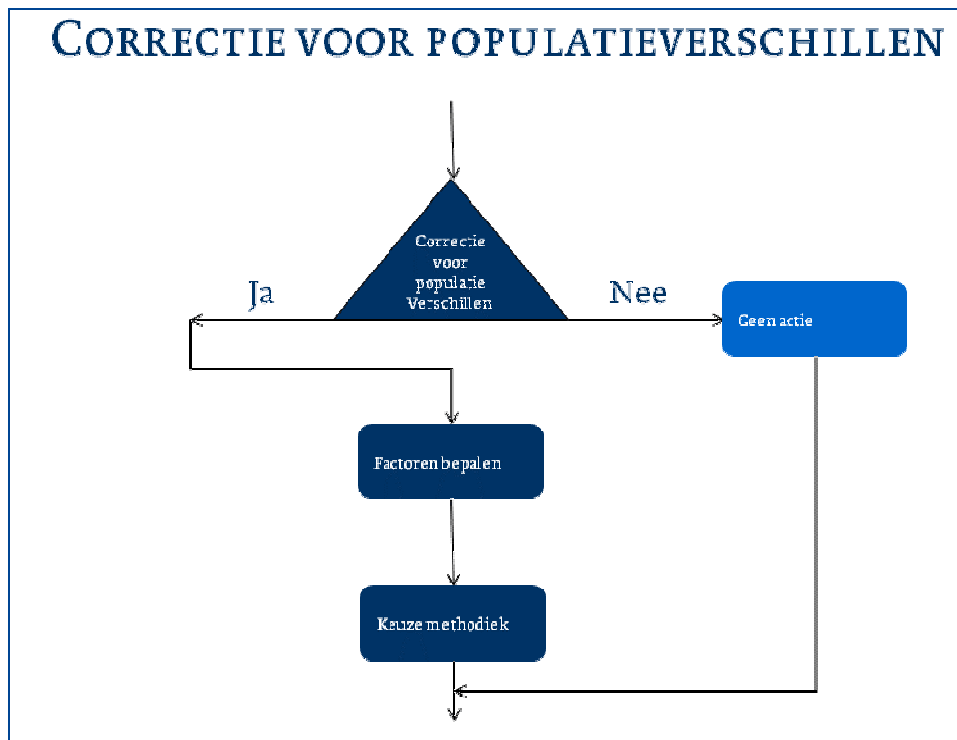 CORRECTIE VOOR POPULATIEVERSCHILLEN
Correctie
voor
populatie
Verschillen
Ja
Nee
Geen actie
Factoren bepalen
Keuze methodiek